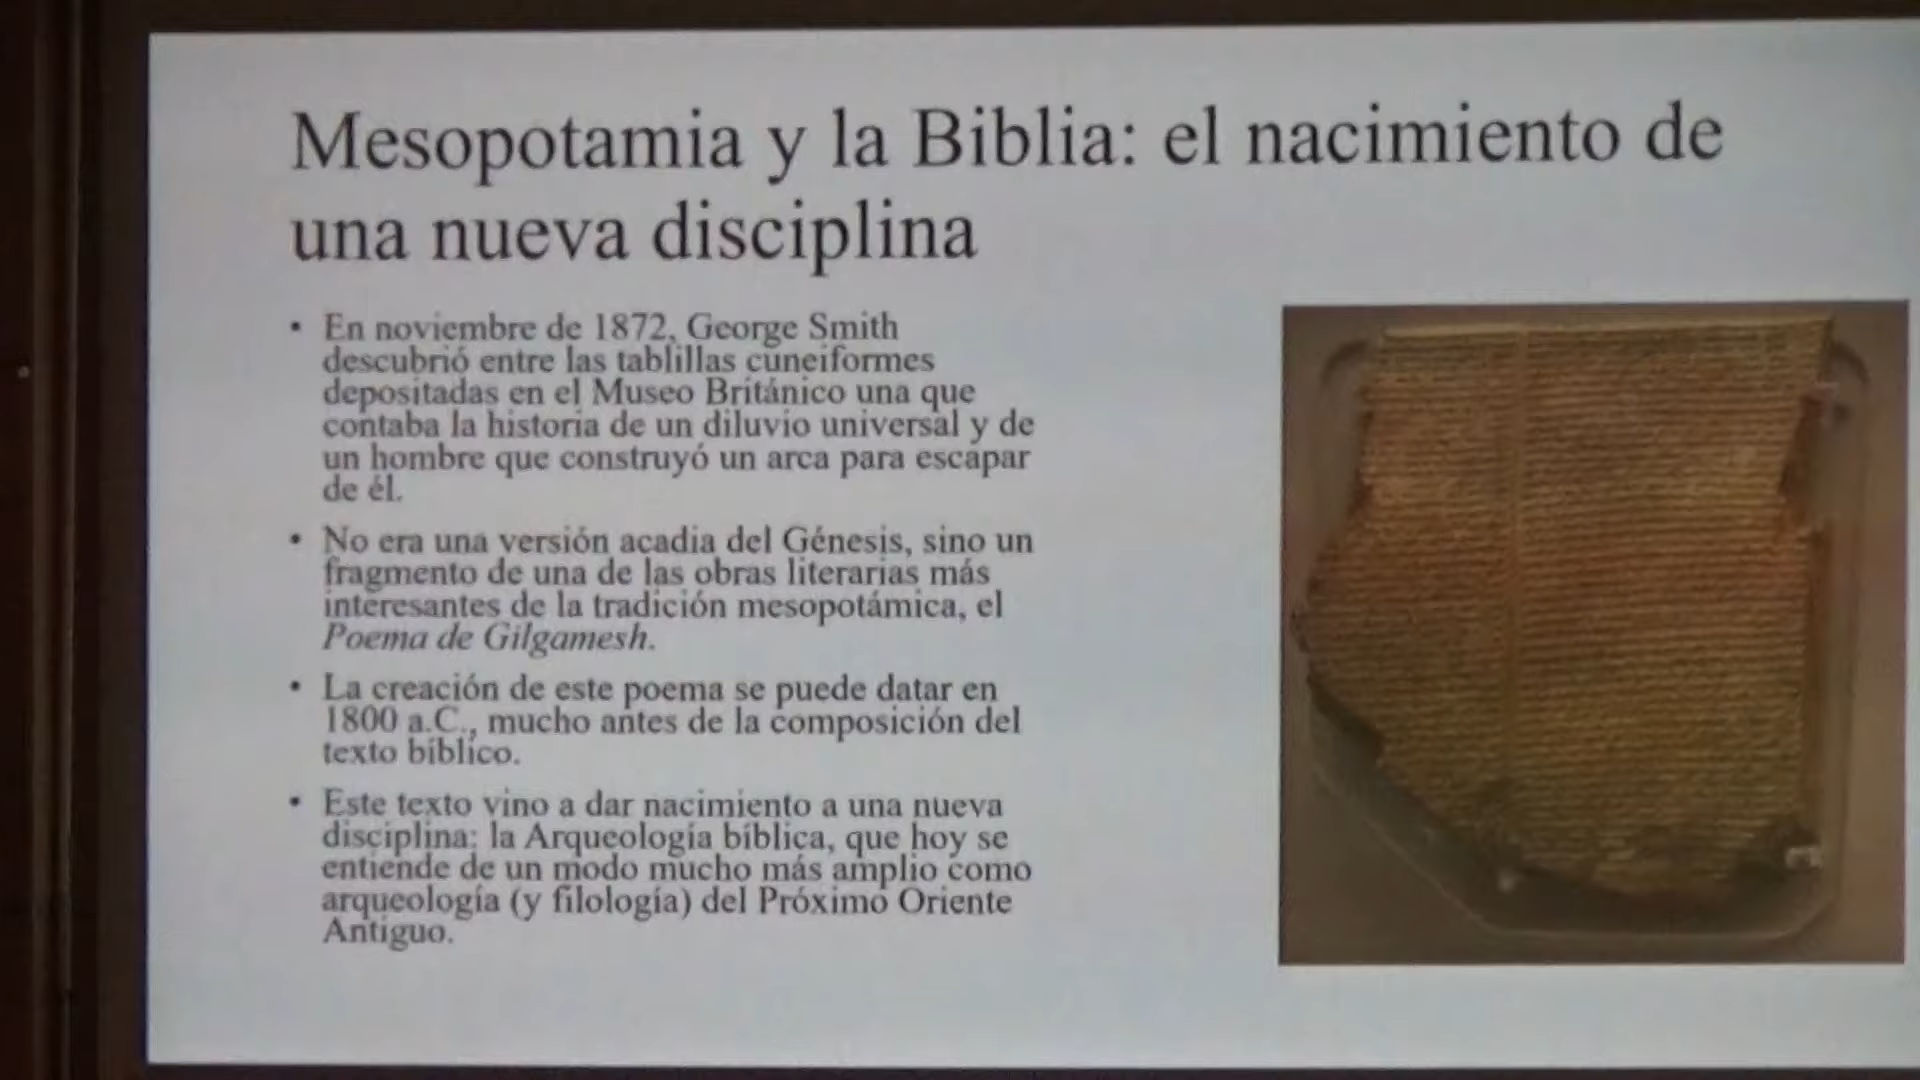 Mesopotamia y la Biblia: el nacimiento de
una nueva disciplina
• En noviembre de 1872, George Smith
descubrió entre las tablillas cuneiformes
depositadas en el Museo Británico una que
contaba la historia de un diluvio universal y de
un hombre que construyó un arca para escapar
de él.
• No era una versión acadia del Génesis, sino un
fragmento de una de las obras literarias más
interesantes de la tradición mesopotámica, el
Poema de Gilgamesh.
• La creación de este poema se puede datar en
1800 a.C., mucho antes de la composición del
texto bíblico.
• Este texto vino a dar nacimiento a una nueva
disciplina: la Arqueología bíblica, que hoy se
entiende de un modo mucho más amplio como
arqueología (y filología) del Próximo Oriente
Antiguo.